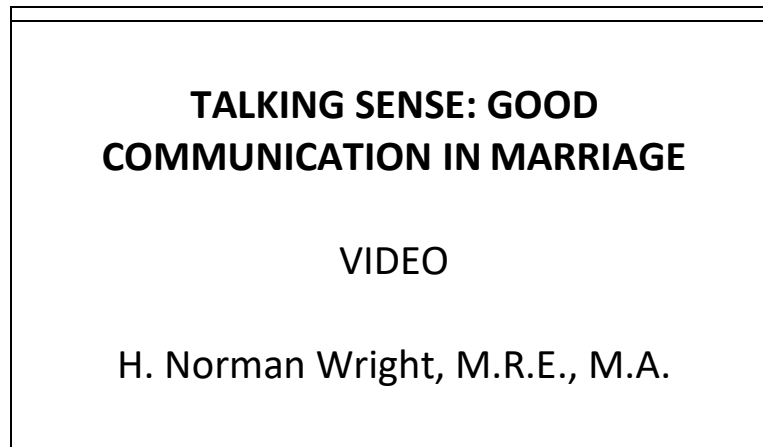 TALKING SENSE: GOOD
COMMUNICATION IN MARRIAGE
VIDEO
H. Norman Wright, M.R.E., M.A.